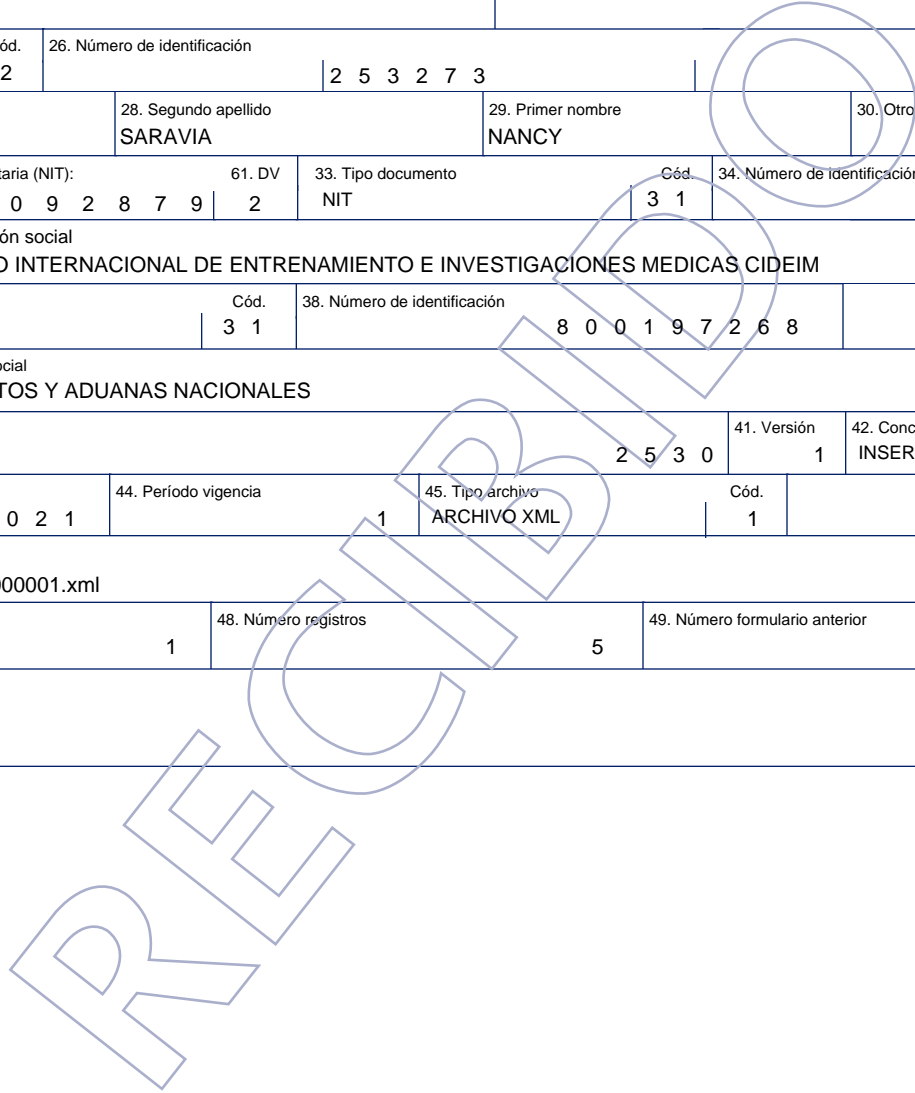 ód. 26. Número de identificación
2 2 5 3 2 7 3
28. Segundo apellido 29. Primer nombre 30. Otro
SARAVIA NANCY
taria (NIT): 61. DV 33. Tipo documento Cód. 34. Número de identificación
0 9 2 8 7 9 2 NIT 3 1
ón social
O INTERNACIONAL DE ENTRENAMIENTO E INVESTIGACIONES MEDICAS CIDEIM
Cód. 38. Número de identificación
3 1 8 0 0 1 9 7 2 6 8
ocial
TOS Y ADUANAS NACIONALES
41. Versión 42. Conc
2 5 3 0 1 INSER
44. Período vigencia 45. Tipo archivo Cód.
0 2 1 1 ARCHIVO XML 1
000001.xml
48. Número registros 49. Número formulario anterior
1 5
RECIBIDO